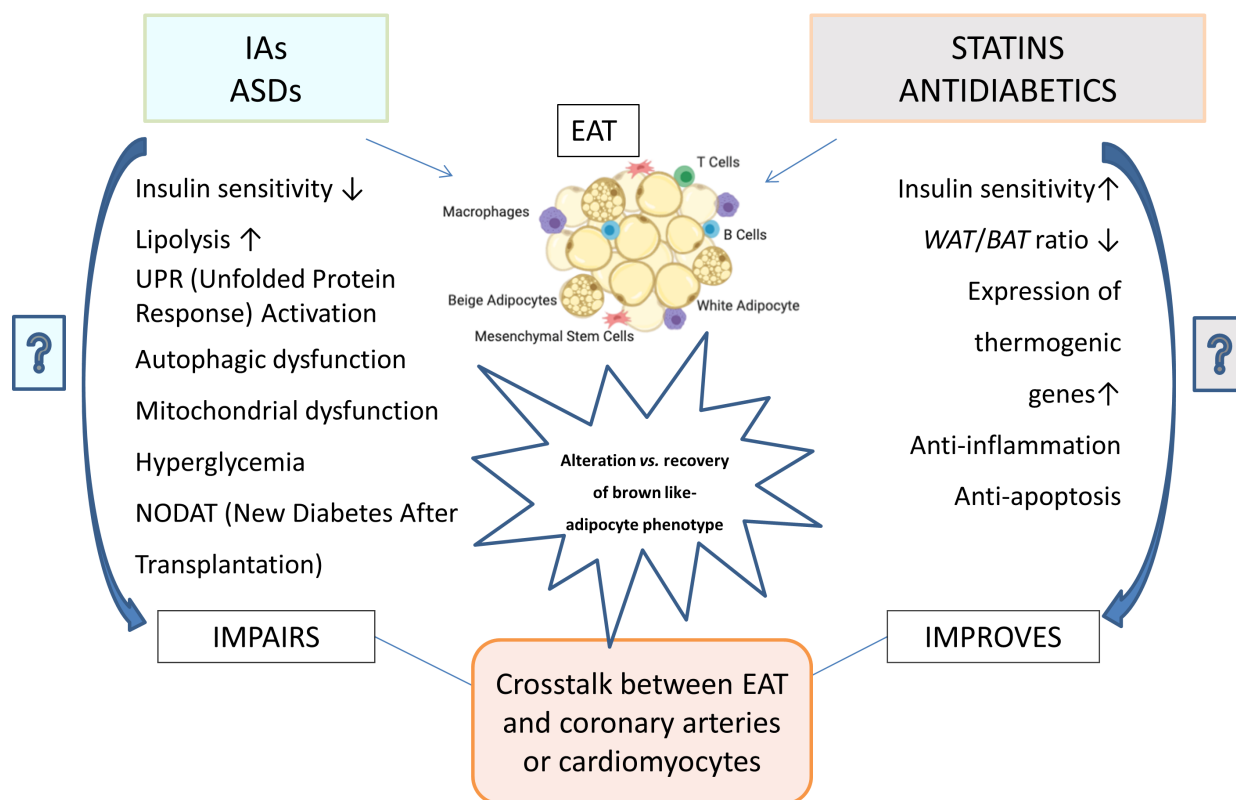 IAs
ASDs
STATINS
ANTIDIABETICS
EAT
T Cells
Macrophages
B Cells
Beige Adipocytes
White Adipocyte
Mesenchymal Stem Cells
Insulin sensitivity ↓
Lipolysis ↑
UPR (Unfolded Protein
Response) Activation
Autophagic dysfunction
Mitochondrial dysfunction
Hyperglycemia
NODAT (New Diabetes After
Transplantation)
?
Insulin sensitivity↑
WAT/BAT ratio ↓
Expression of
thermogenic
genes↑
Anti-inflammation
Anti-apoptosis
?
Alteration vs. recovery
of brown like-
adipocyte phenotype
IMPAIRS
IMPROVES
Crosstalk between EAT
and coronary arteries
or cardiomyocytes